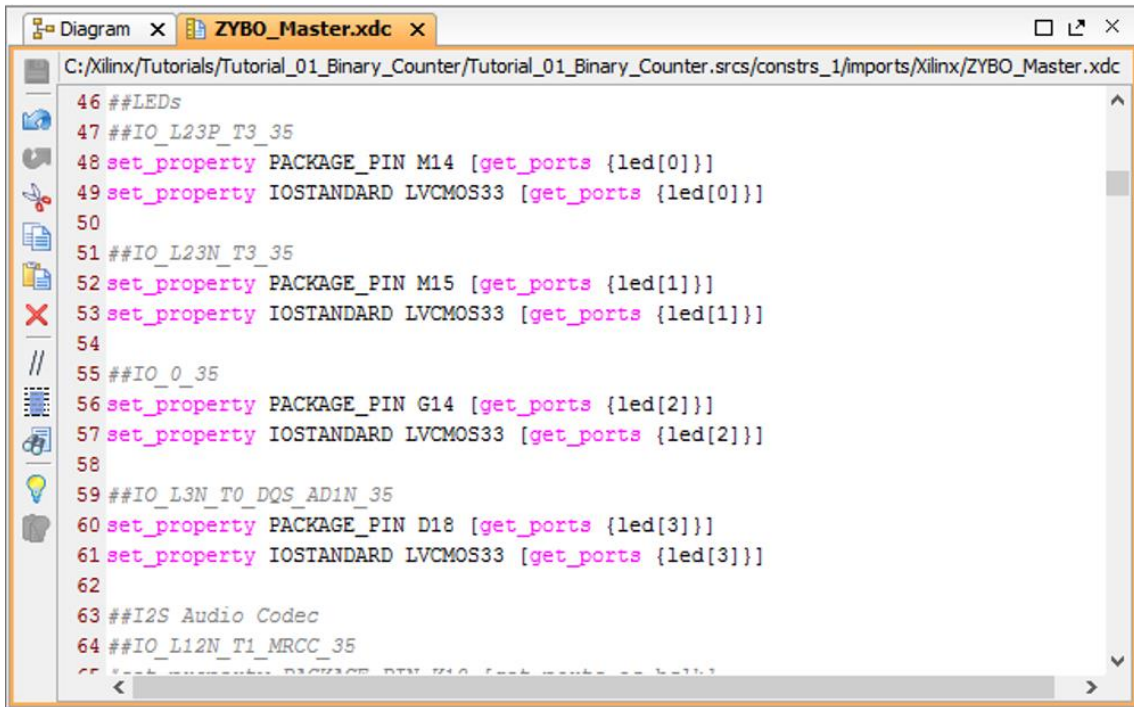 Diagram ZYBO_Master.xdc
C:/Xilinx/Tutorials/Tutorial_01_Binary_Counter/Tutorial_01_Binary_Counter.srcs/constrs_1/imports/Xilinx/ZYBO_Master.xdc
46 ##LEDs
47 ##IO_L23P_T3_35
48 set_property PACKAGE_PIN M14 [get_ports {led[0]}]
49 set_property IOSTANDARD LVCMOS33 [get_ports {led[0]}]
50
51 ##IO_L23N_T3_35
52 set_property PACKAGE_PIN M15 [get_ports {led[1]}]
53 set_property IOSTANDARD LVCMOS33 [get_ports {led[1]}]
54
55 ##IO_0_35
56 set_property PACKAGE_PIN G14 [get_ports {led[2]}]
57 set_property IOSTANDARD LVCMOS33 [get_ports {led[2]}]
58
59 ##IO_L3N_T0_DQS_AD1N_35
60 set_property PACKAGE_PIN D18 [get_ports {led[3]}]
61 set_property IOSTANDARD LVCMOS33 [get_ports {led[3]}]
62
63 ##I2S Audio Codec
64 ##IO_L12N_T1_MRCC_35